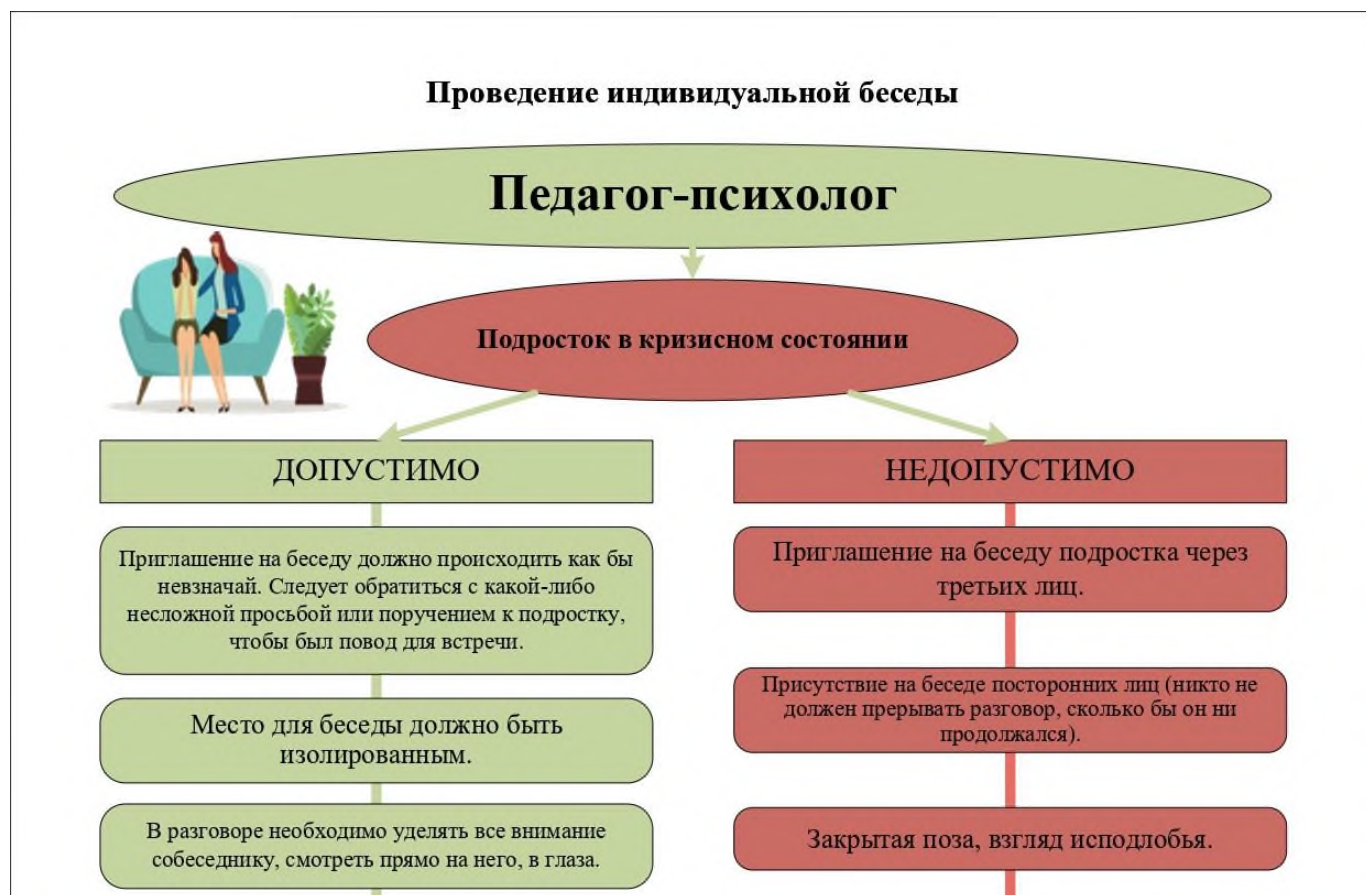 Проведение индивидуальной беседы
Педагог-психолог
Подросток в кризисном состоянии
ДОПУСТИМО
Приглашение на беседу должно происходить как бы
невзначай. Следует обратиться с какой-либо
несложной просьбой или поручением к подростку,
чтобы был повод для встречи.
Место для беседы должно быть
изолированным.
В разговоре необходимо уделять все внимание
собеседнику, смотреть прямо на него, в глаза.
НЕДОПУСТИМО
Приглашение на беседу подростка через
третьих лиц.
Присутствие на беседе посторонних лиц (никто не
должен прерывать разговор, сколько бы он ни
продолжался).
Закрытая поза, взгляд исподлобья.